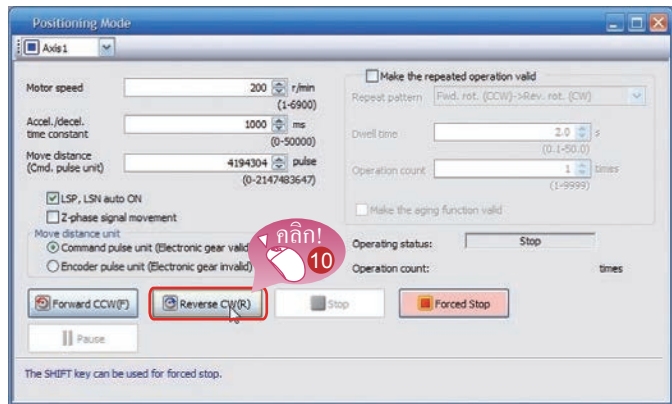 Positioning Mode
Axis1
Motor speed 200 r/min
(1-6900)
Accel./decel. time constant 1000 ms
(0-50000)
Move distance (Cmd. pulse unit) 4194304 pulse
(0-2147483647)
LSP, LSN auto ON
Z-phase signal movement
Move distance unit
Command pulse unit (Electronic gear valid
Encoder pulse unit (Electronic gear invalid)
Make the repeated operation valid
Repeat pattern Fwd. rot. (CCW)->Rev. rot. (CW)
Dwell time 2.0 s
(0.1-50.0)
Operation count 1 times
(1-9999)
Make the aging function valid
คลิก!
10
Operating status: Stop
Operation count: times
Forward CCW(F)
Reverse CW(R)
Stop
Forced Stop
Pause
The SHIFT key can be used for forced stop.